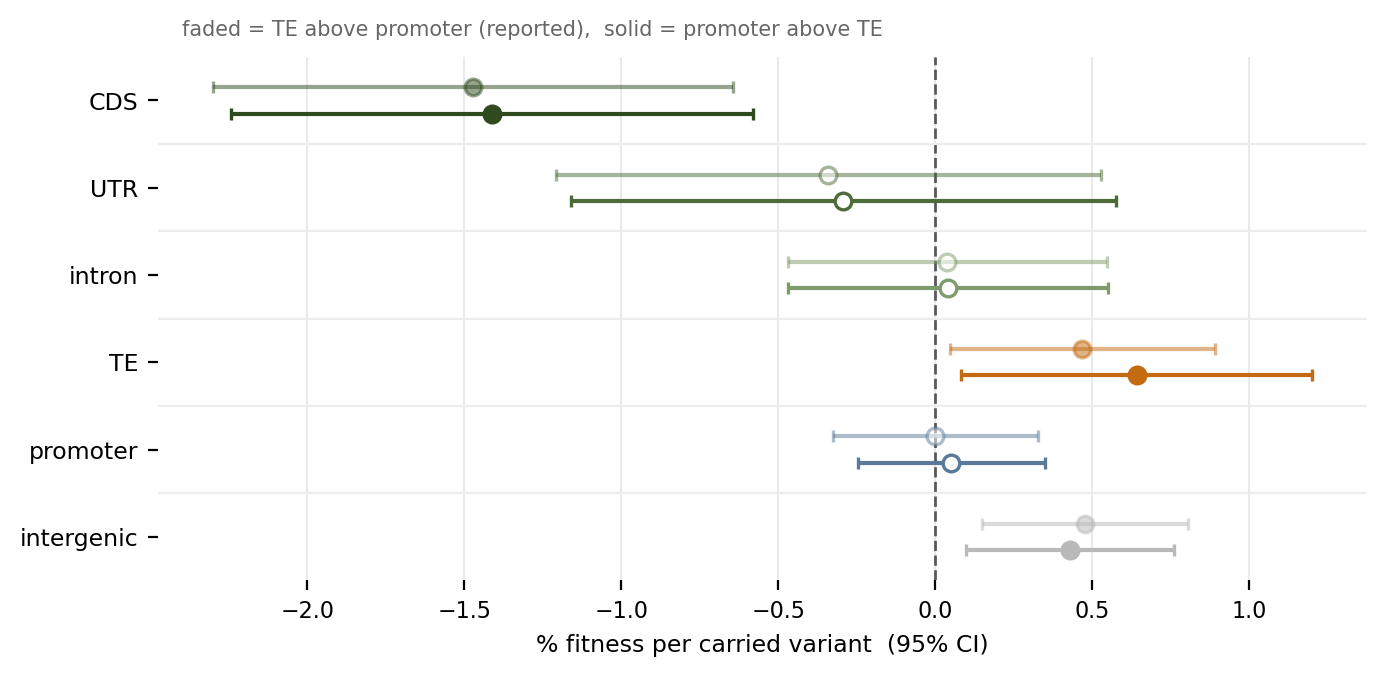 faded = TE above promoter (reported),  solid = promoter above TE
CDS
UTR
intron
TE
promoter
intergenic
−2.0 −1.5 −1.0 −0.5 0.0 0.5 1.0
% fitness per carried variant  (95% CI)